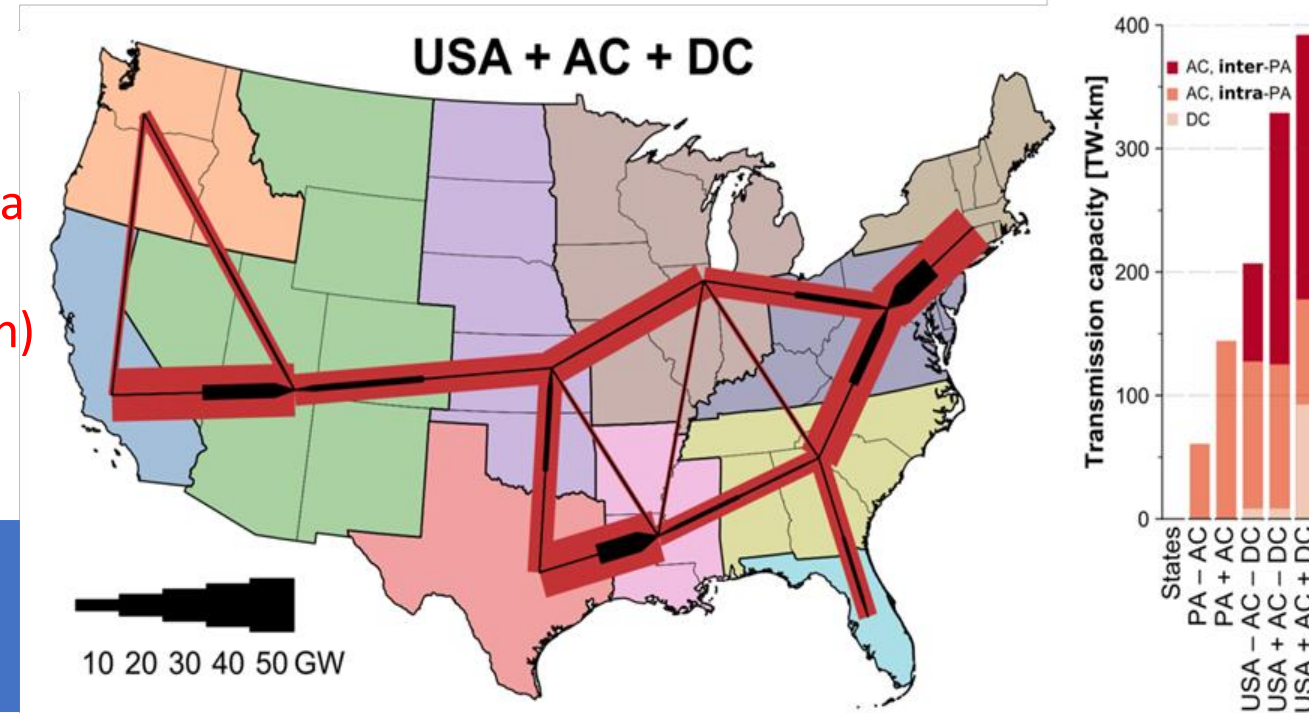 a
n)
USA + AC + DC
10 20 30 40 50 GW
Transmission capacity [TW-km]
400
300
200
100
0
AC, inter-PA
AC, intra-PA
DC
States
PA – AC
PA + AC
USA – AC – DC
USA + AC – DC
USA + AC + DC